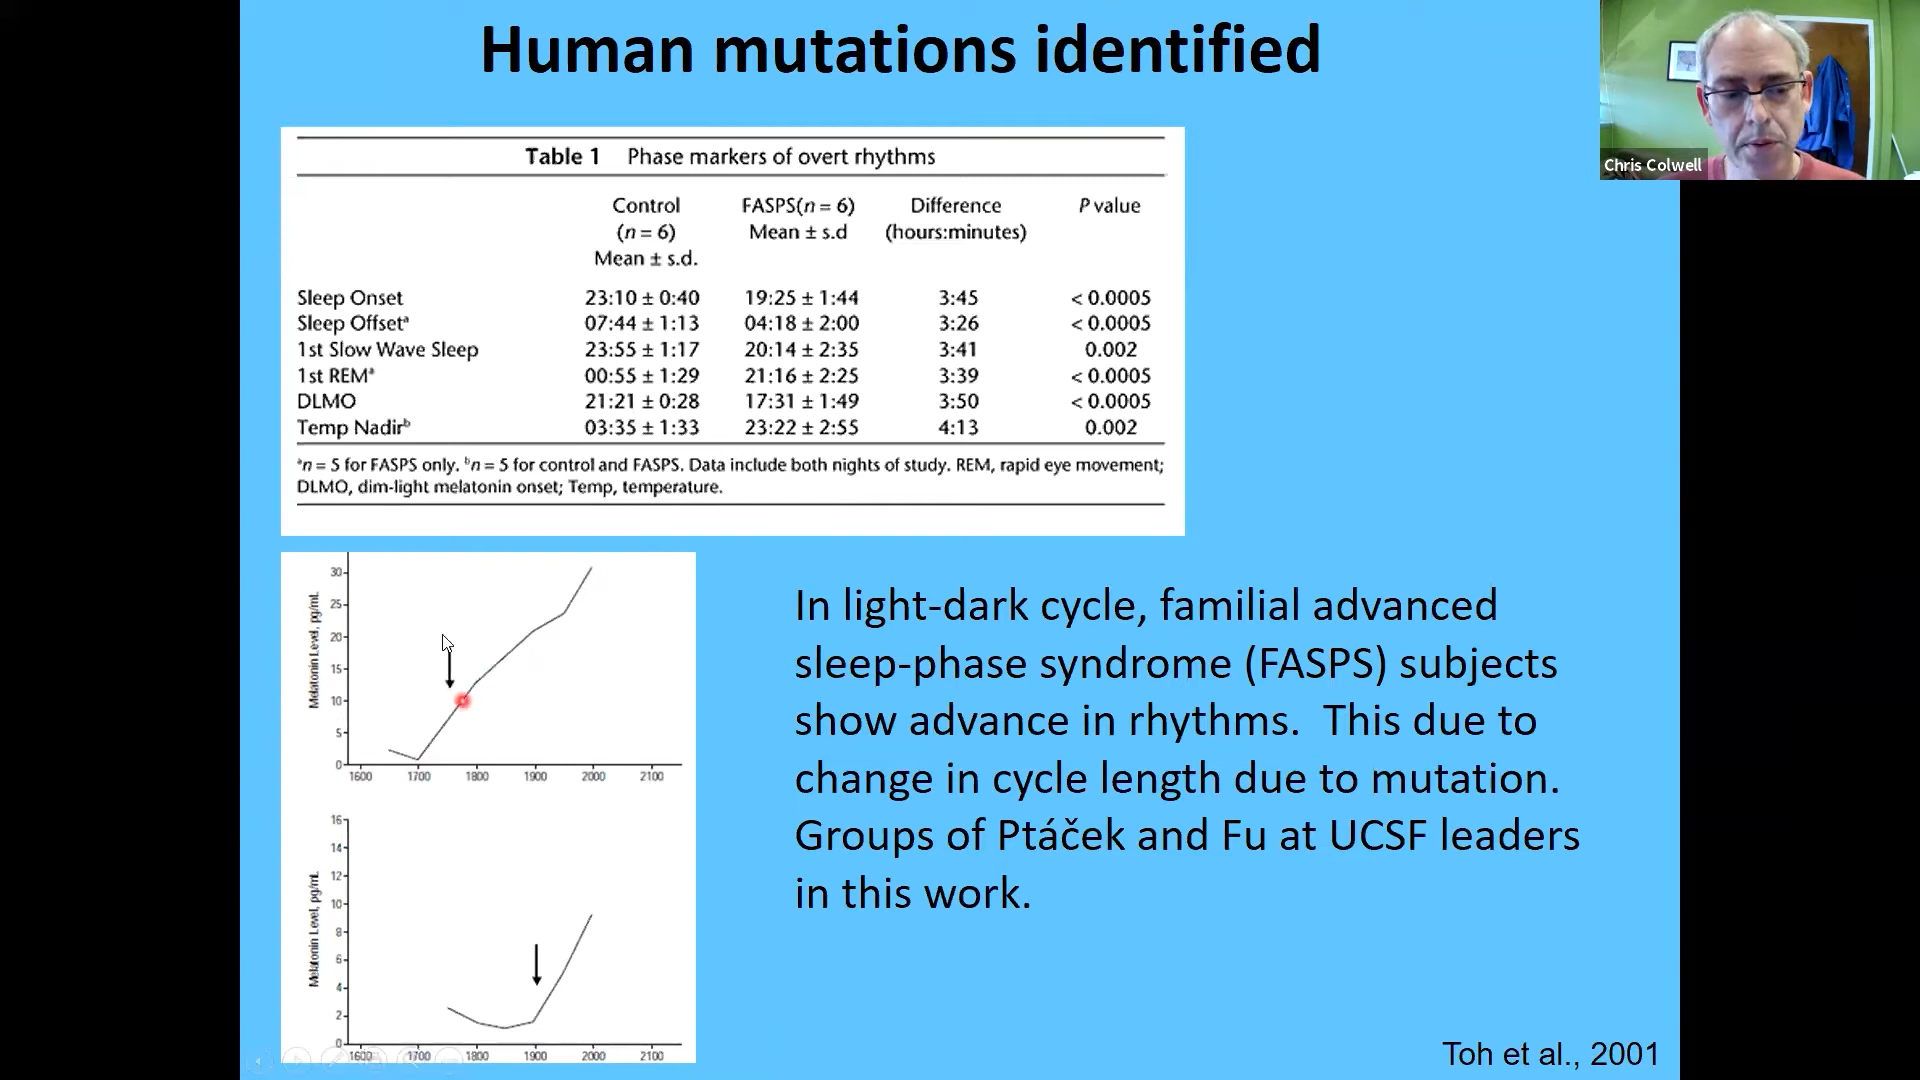 Human mutations identified
Chris Colwell
Table 1 Phase markers of overt rhythms
Control FASPS(n = 6) Difference P value
(n = 6) Mean ± s.d (hours:minutes)
Mean ± s.d.
Sleep Onset 23:10 ± 0:40 19:25 ± 1:44 3:45 < 0.0005
Sleep Offsetᵃ 07:44 ± 1:13 04:18 ± 2:00 3:26 < 0.0005
1st Slow Wave Sleep 23:55 ± 1:17 20:14 ± 2:35 3:41 0.002
1st REMᵃ 00:55 ± 1:29 21:16 ± 2:25 3:39 < 0.0005
DLMO 21:21 ± 0:28 17:31 ± 1:49 3:50 < 0.0005
Temp Nadirᵇ 03:35 ± 1:33 23:22 ± 2:55 4:13 0.002
ᵃn = 5 for FASPS only. ᵇn = 5 for control and FASPS. Data include both nights of study. REM, rapid eye movement;
DLMO, dim-light melatonin onset; Temp, temperature.
Melatonin Level, pg/mL
30
25
20
15
10
5
0
1600 1700 1800 1900 2000 2100
Melatonin Level, pg/mL
16
14
12
10
8
6
4
2
0
1600 1700 1800 1900 2000 2100
In light-dark cycle, familial advanced
sleep-phase syndrome (FASPS) subjects
show advance in rhythms. This due to
change in cycle length due to mutation.
Groups of Ptáček and Fu at UCSF leaders
in this work.
Toh et al., 2001